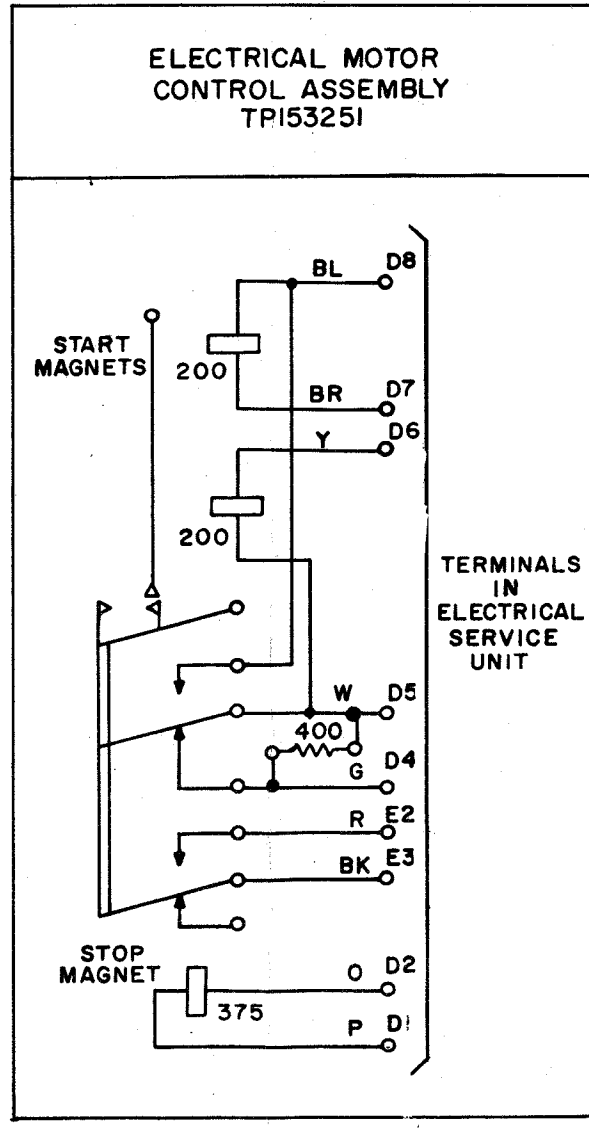 ELECTRICAL MOTOR
CONTROL ASSEMBLY
TP153251
BL D8
START
MAGNETS
200
BR D7
Y D6
200
TERMINALS
IN
ELECTRICAL
SERVICE
UNIT
W D5
400
G D4
R E2
BK E3
STOP
MAGNET
O D2
375
P D1